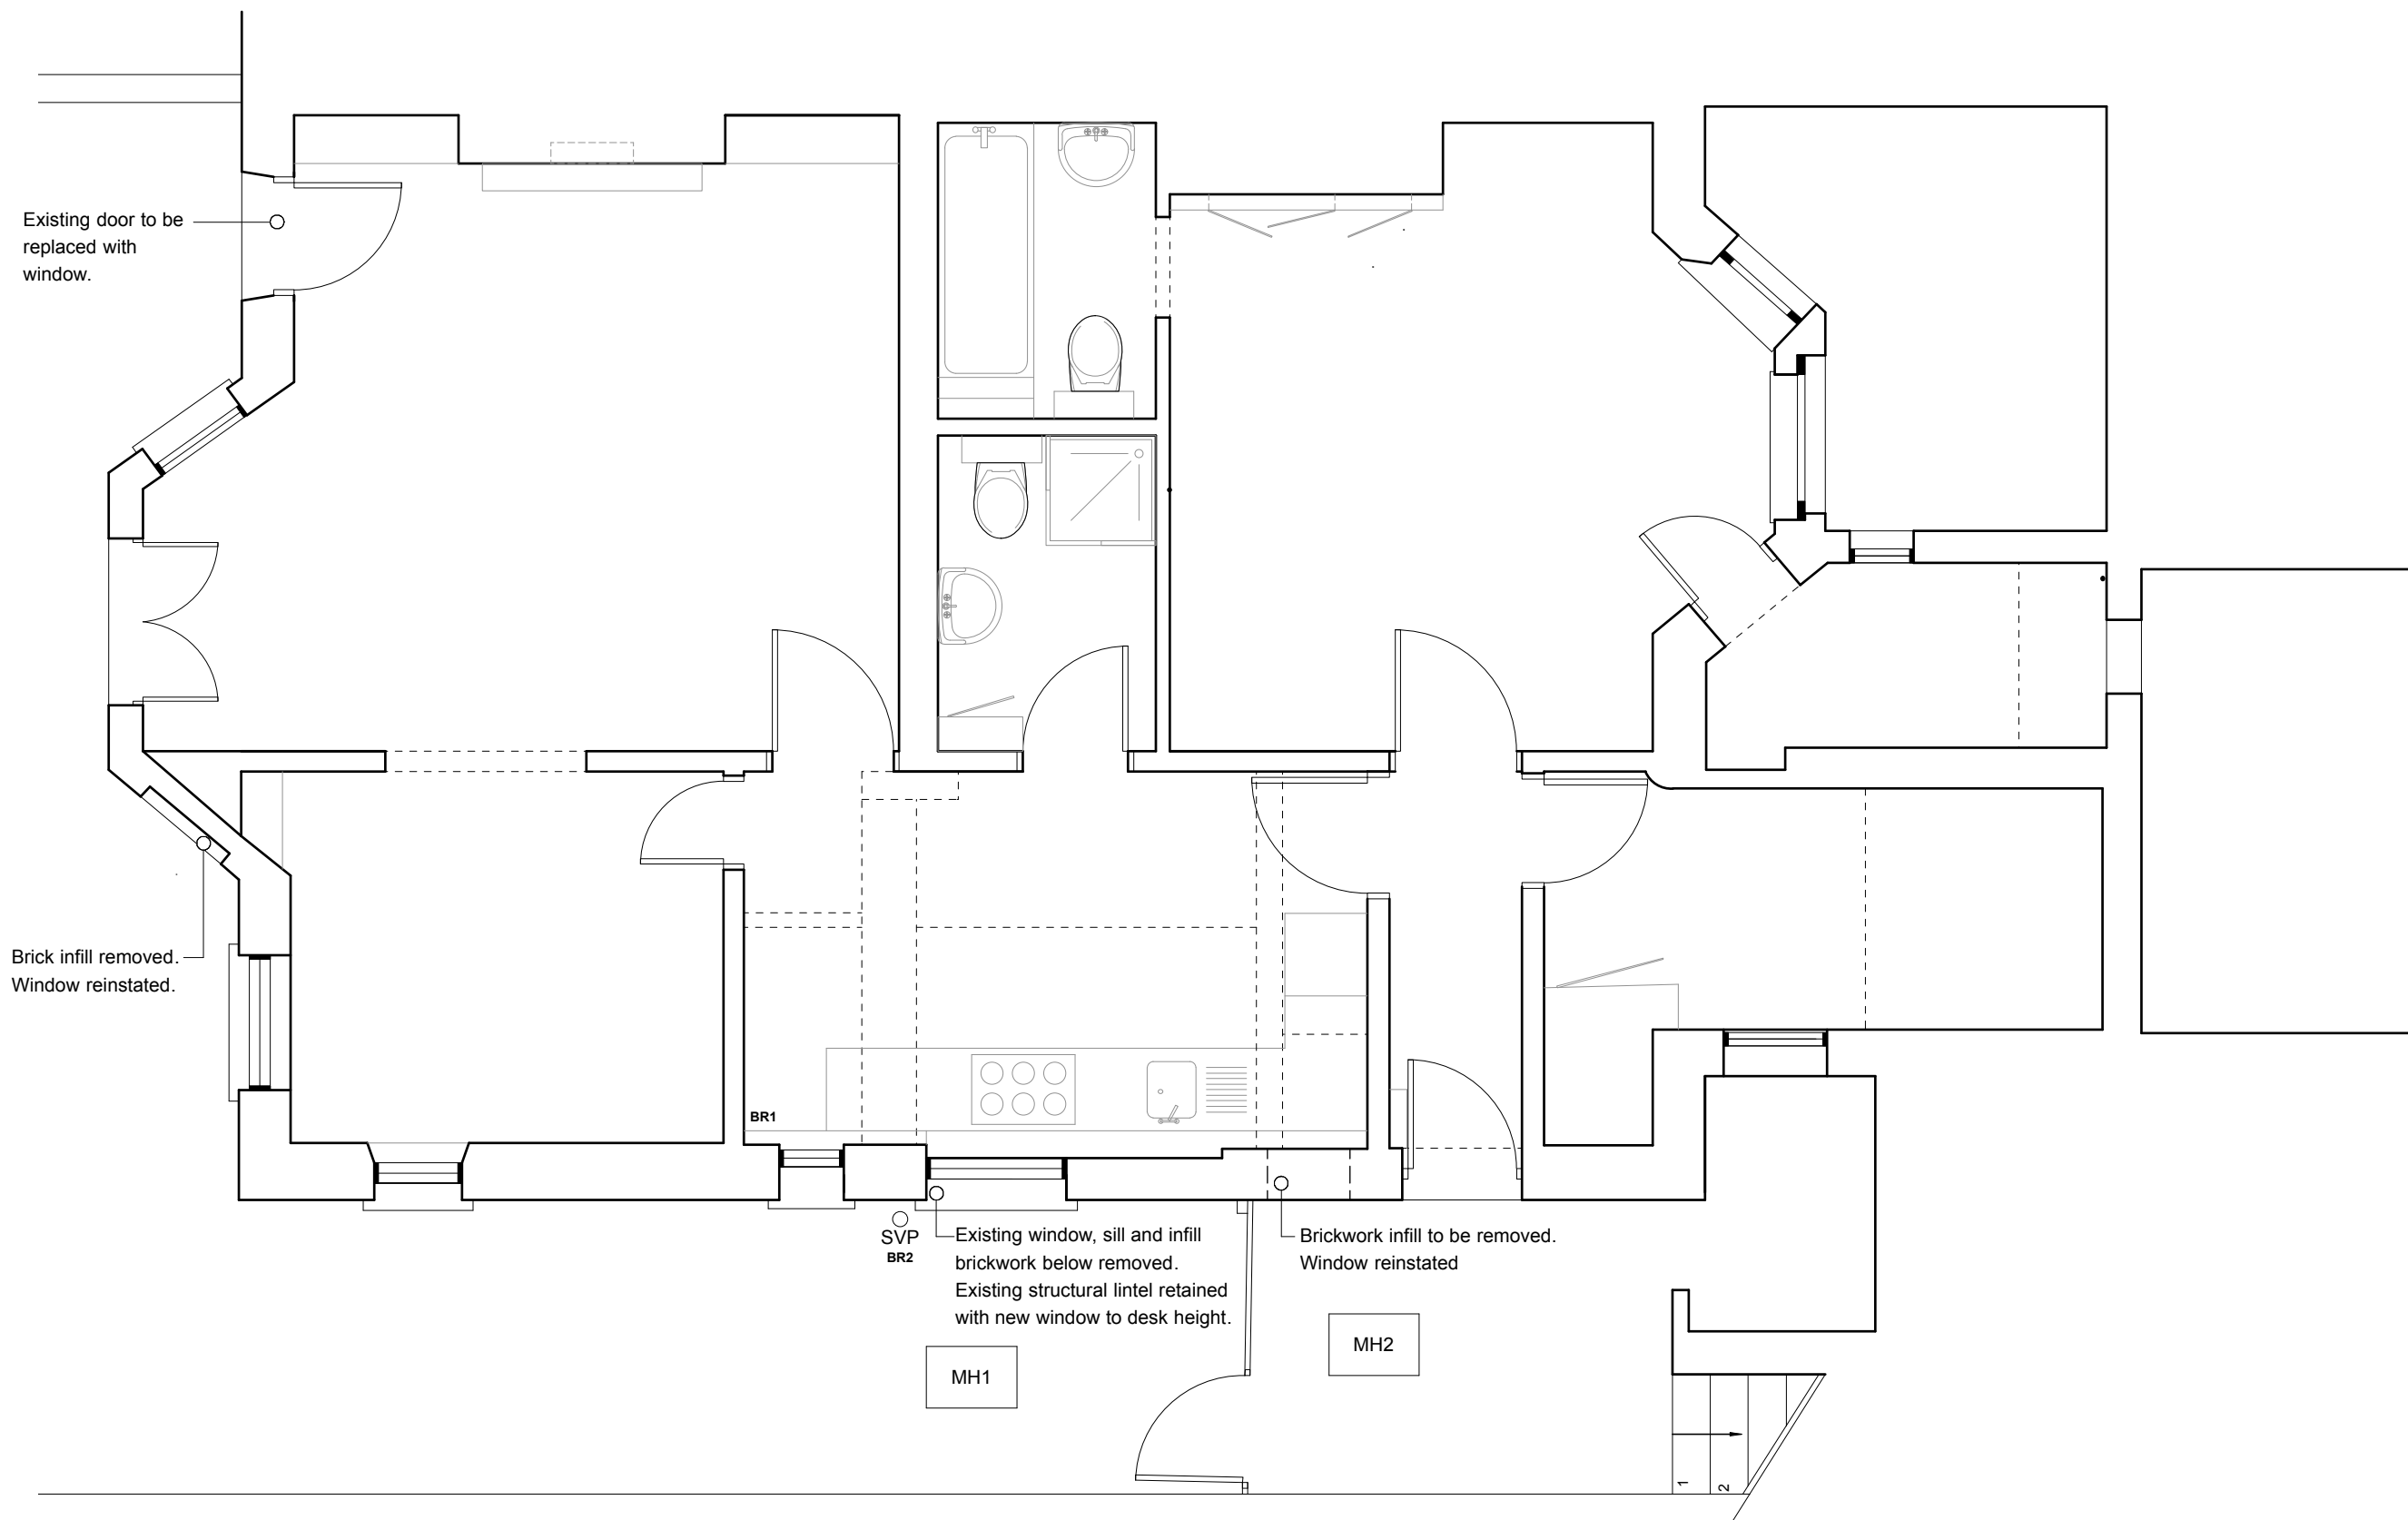 Existing door to be
replaced with
window.
Brick infill removed.
Window reinstated.
BR1
SVP
BR2
Existing window, sill and infill
brickwork below removed.
Existing structural lintel retained
with new window to desk height.
Brickwork infill to be removed.
Window reinstated
MH1
MH2
1
2